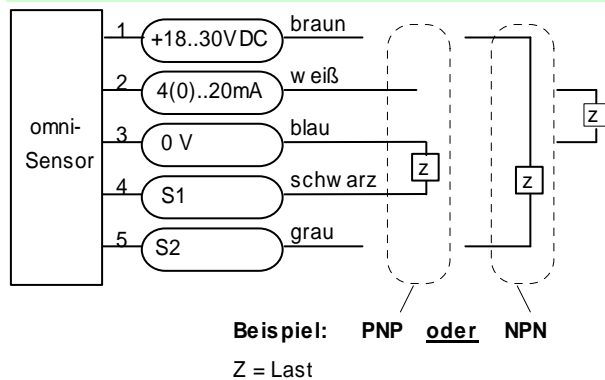 1 +18..30VDC braun
2 4(0)..20mA weiß
omni-
Sensor
3 0 V blau
4 S1 schwarz
5 S2 grau
z
z
z
Beispiel: PNP oder NPN
Z = Last